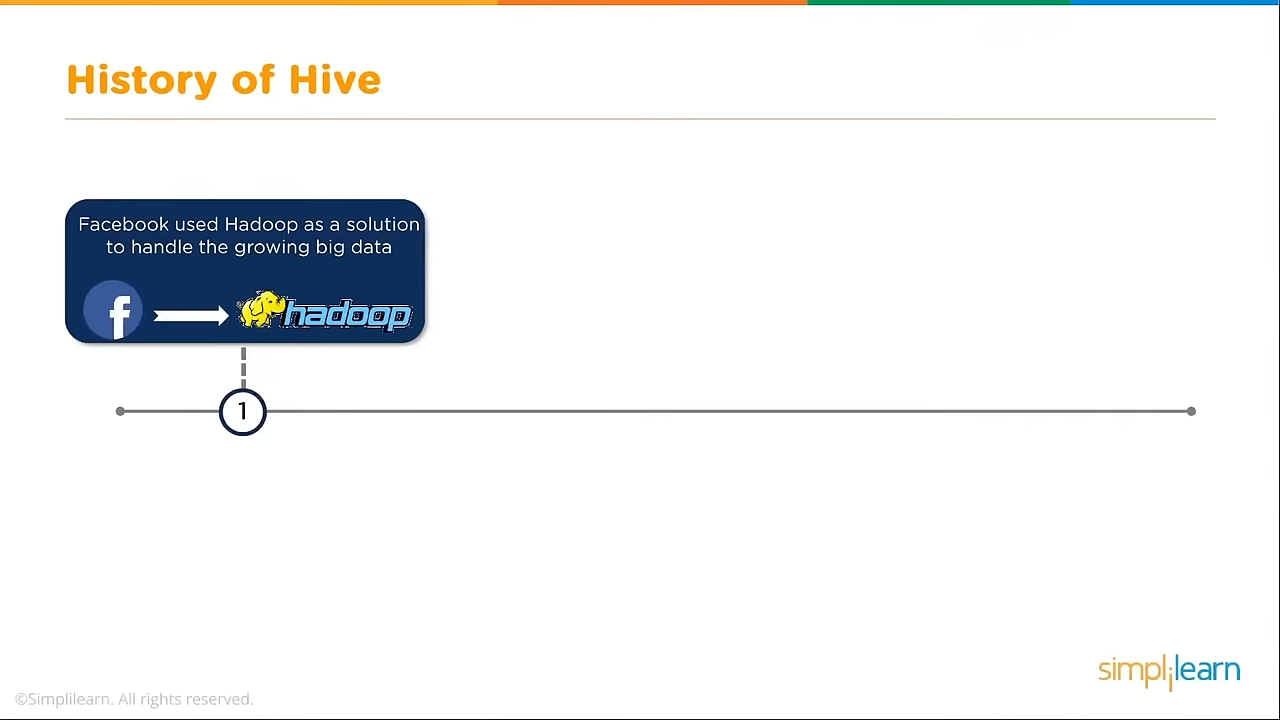 History of Hive
Facebook used Hadoop as a solution
to handle the growing big data
f
hadoop
1
simplilearn
©Simplilearn. All rights reserved.